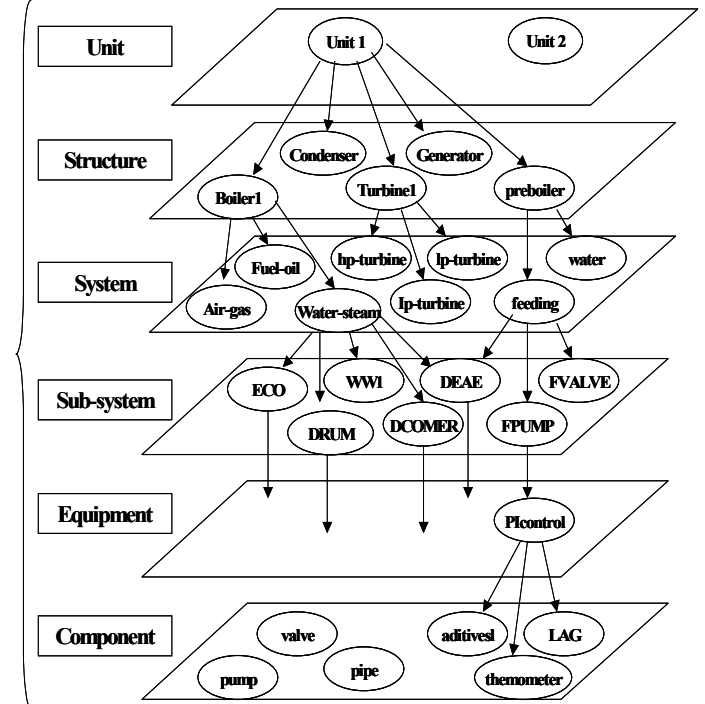 Unit
Unit 1
Unit 2
Structure
Condenser
Generator
Boiler1
Turbine1
preboiler
System
Fuel-oil
hp-turbine
lp-turbine
water
Air-gas
Water-steam
Ip-turbine
feeding
Sub-system
ECO
WW1
DEAE
FVALVE
DRUM
DCOMER
FPUMP
Equipment
PIcontrol
Component
valve
aditivesl
LAG
pump
pipe
themometer